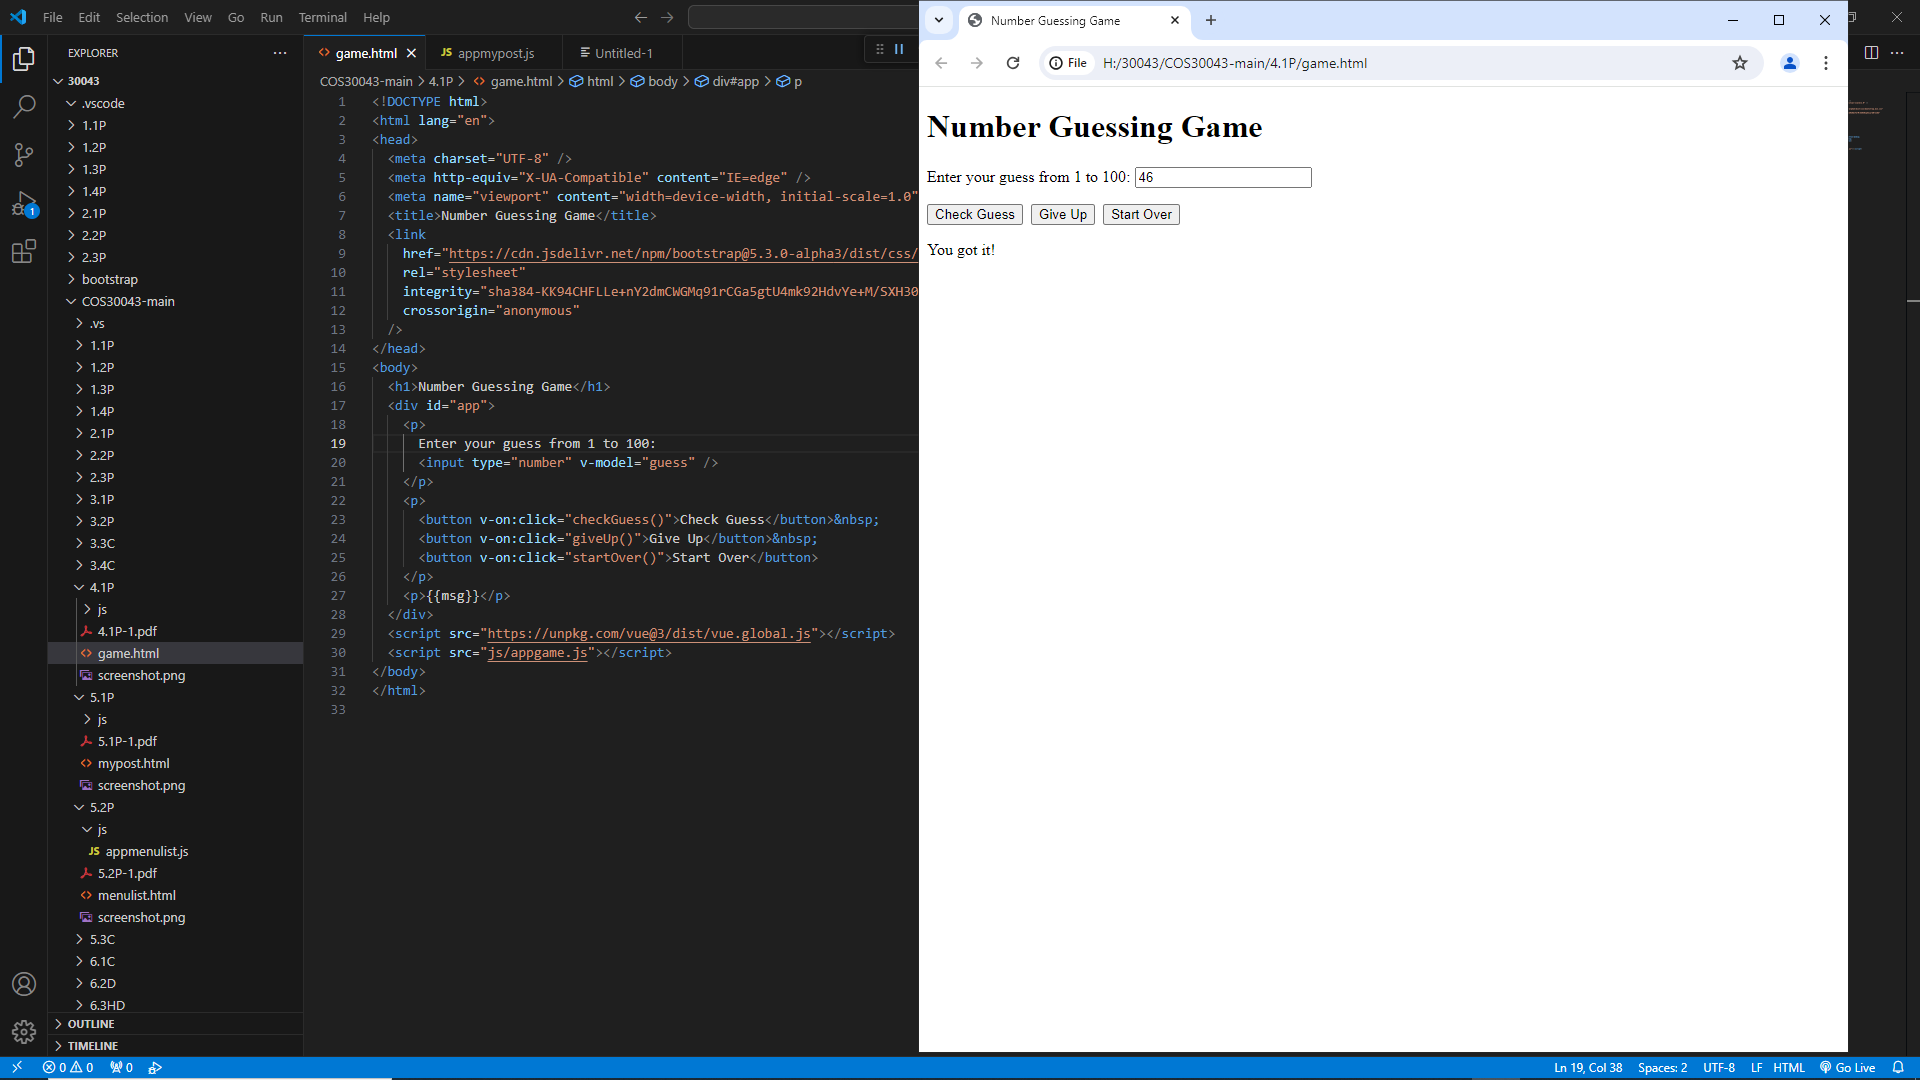 File Edit Selection View Go Run Terminal Help
EXPLORER
30043
.vscode
1.1P
1.2P
1.3P
1.4P
2.1P
2.2P
2.3P
bootstrap
COS30043-main
.vs
1.1P
1.2P
1.3P
1.4P
2.1P
2.2P
2.3P
3.1P
3.2P
3.3C
3.4C
4.1P
js
4.1P-1.pdf
game.html
screenshot.png
5.1P
js
5.1P-1.pdf
mypost.html
screenshot.png
5.2P
js
JS appmenulist.js
5.2P-1.pdf
menulist.html
screenshot.png
5.3C
6.1C
6.2D
6.3HD
OUTLINE
TIMELINE
game.html JS appmypost.js Untitled-1
COS30043-main > 4.1P > game.html > html > body > div#app > p
1 <!DOCTYPE html>
2 <html lang="en">
3 <head>
4 <meta charset="UTF-8" />
5 <meta http-equiv="X-UA-Compatible" content="IE=edge" />
6 <meta name="viewport" content="width=device-width, initial-scale=1.0"
7 <title>Number Guessing Game</title>
8 <link
9 href="https://cdn.jsdelivr.net/npm/bootstrap@5.3.0-alpha3/dist/css/
10 rel="stylesheet"
11 integrity="sha384-KK94CHFLLe+nY2dmCWGMq91rCGa5gtU4mk92HdvYe+M/SXH30
12 crossorigin="anonymous"
13 />
14 </head>
15 <body>
16 <h1>Number Guessing Game</h1>
17 <div id="app">
18 <p>
19 Enter your guess from 1 to 100:
20 <input type="number" v-model="guess" />
21 </p>
22 <p>
23 <button v-on:click="checkGuess()">Check Guess</button>&nbsp;
24 <button v-on:click="giveUp()">Give Up</button>&nbsp;
25 <button v-on:click="startOver()">Start Over</button>
26 </p>
27 <p>{{msg}}</p>
28 </div>
29 <script src="https://unpkg.com/vue@3/dist/vue.global.js"></script>
30 <script src="js/appgame.js"></script>
31 </body>
32 </html>
33
Number Guessing Game
File H:/30043/COS30043-main/4.1P/game.html
Number Guessing Game
Enter your guess from 1 to 100: 46
Check Guess Give Up Start Over
You got it!
1
0 0 0 Ln 19, Col 38 Spaces: 2 UTF-8 LF HTML Go Live